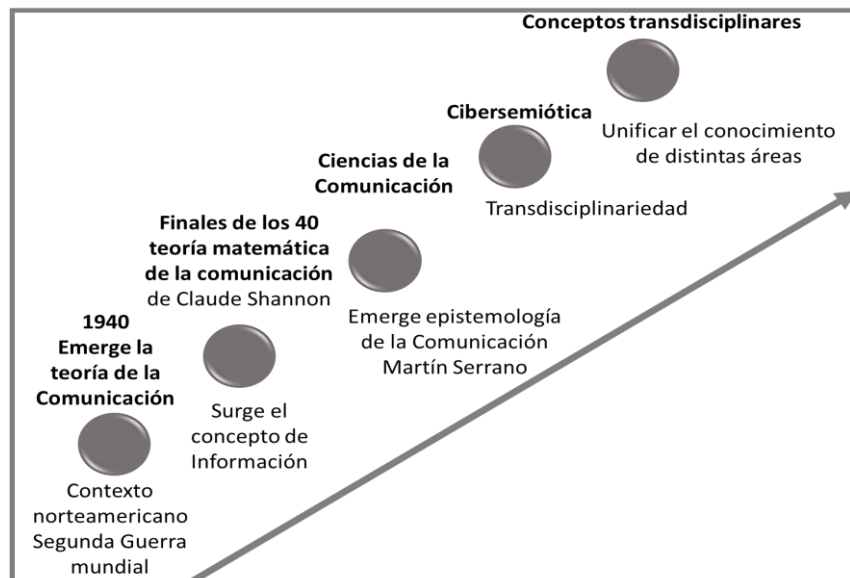 Conceptos transdisciplinares
Unificar el conocimiento
de distintas áreas
Cibersemiótica
Transdisciplinariedad
Ciencias de la
Comunicación
Emerge epistemología
de la Comunicación
Martín Serrano
Finales de los 40
teoría matemática
de la comunicación
de Claude Shannon
Surge el
concepto de
Información
1940
Emerge la
teoría de la
Comunicación
Contexto
norteamericano
Segunda Guerra
mundial